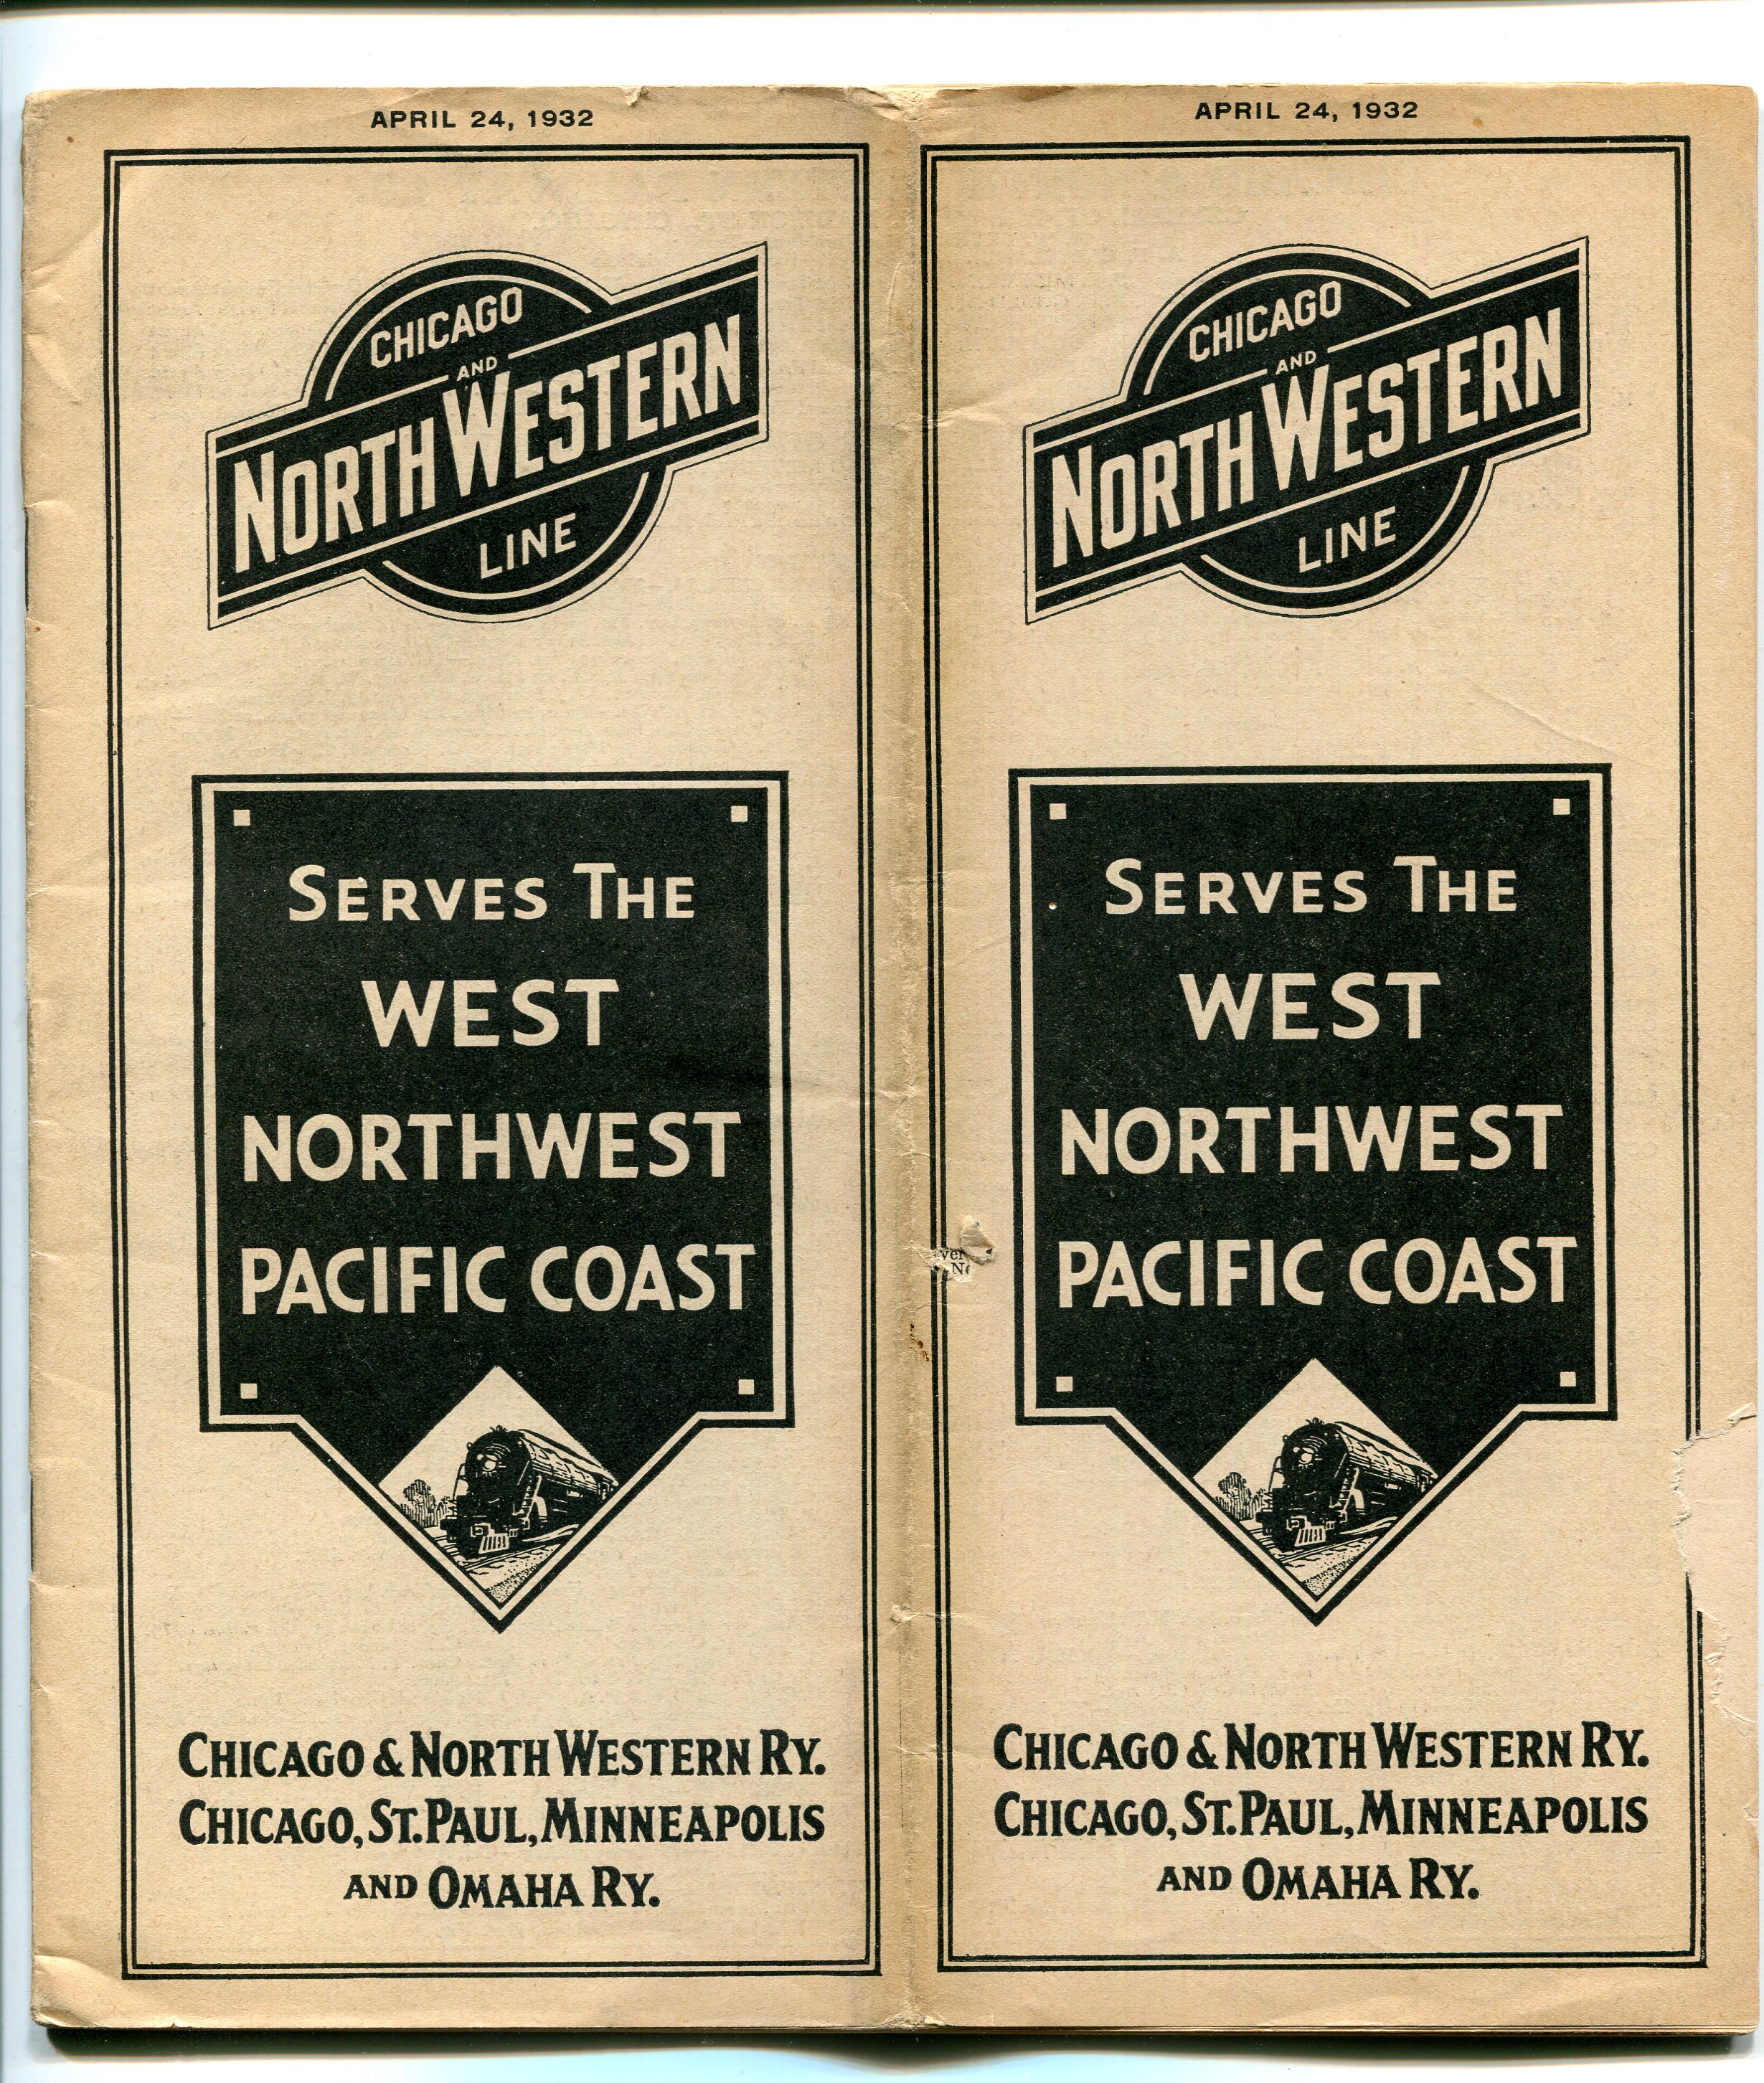 APRIL 24, 1932
CHICAGO
AND
NORTH WESTERN
LINE
SERVES THE
WEST
NORTHWEST
PACIFIC COAST
CHICAGO & NORTH WESTERN RY.
CHICAGO, ST. PAUL, MINNEAPOLIS
AND OMAHA RY.
APRIL 24, 1932
CHICAGO
AND
NORTH WESTERN
LINE
SERVES THE
WEST
NORTHWEST
PACIFIC COAST
CHICAGO & NORTH WESTERN RY.
CHICAGO, ST. PAUL, MINNEAPOLIS
AND OMAHA RY.